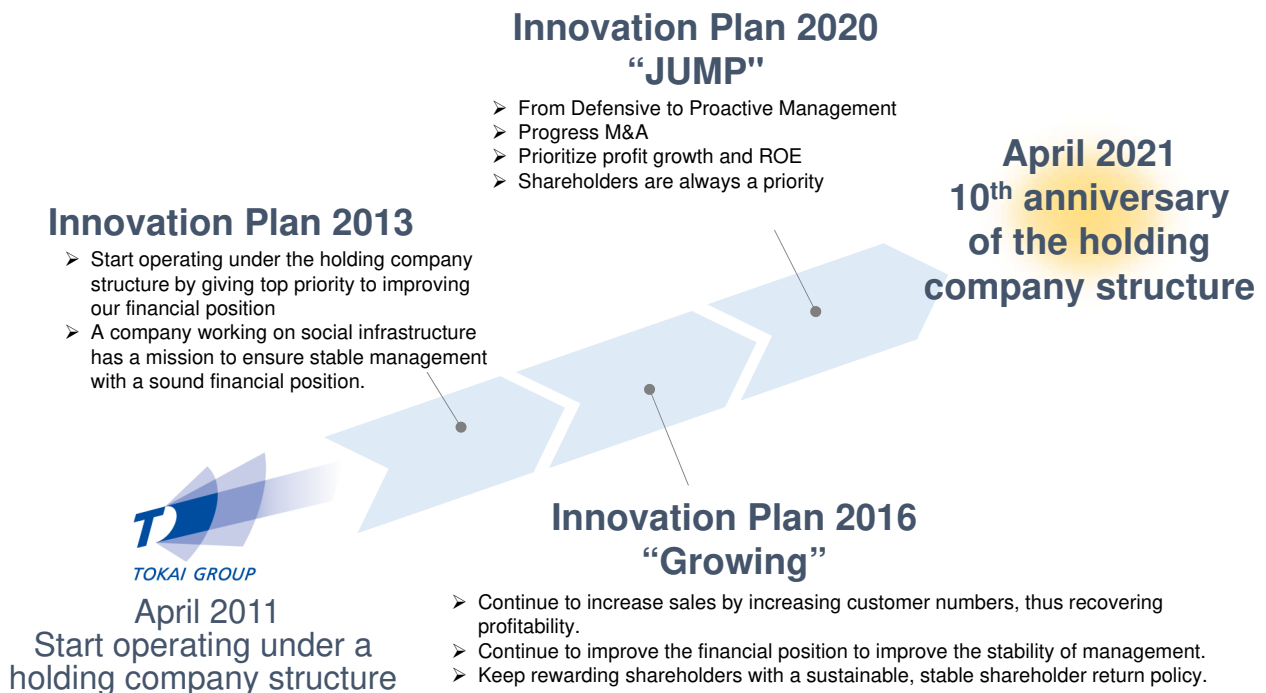 Innovation Plan 2020
“JUMP"
➢ From Defensive to Proactive Management
➢ Progress M&A
➢ Prioritize profit growth and ROE
➢ Shareholders are always a priority
April 2021
10th anniversary
of the holding
company structure
Innovation Plan 2013
➢ Start operating under the holding company
structure by giving top priority to improving
our financial position
➢ A company working on social infrastructure
has a mission to ensure stable management
with a sound financial position.
Innovation Plan 2016
“Growing”
➢ Continue to increase sales by increasing customer numbers, thus recovering
profitability.
➢ Continue to improve the financial position to improve the stability of management.
➢ Keep rewarding shareholders with a sustainable, stable shareholder return policy.
T
TOKAI GROUP
April 2011
Start operating under a
holding company structure